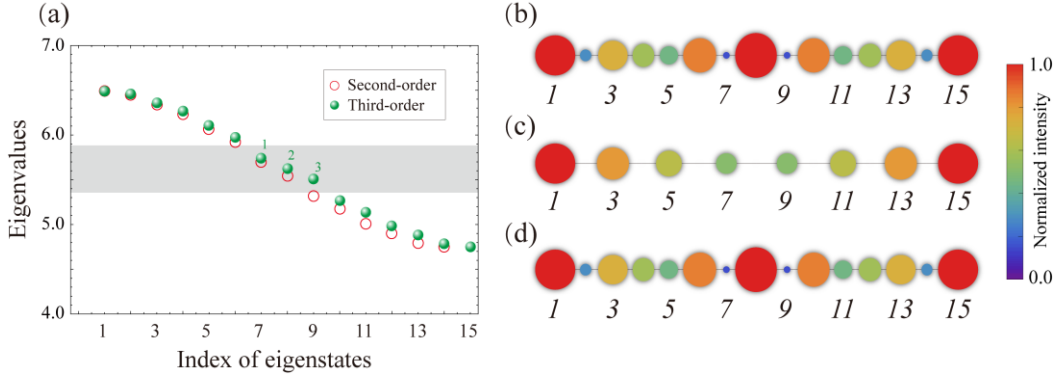 (a)
7.0
6.0
5.0
4.0
Eigenvalues
Second-order
Third-order
1
2
3
1 3 5 7 9 11 13 15
Index of eigenstates
(b)
1 3 5 7 9 11 13 15
(c)
1 3 5 7 9 11 13 15
(d)
1 3 5 7 9 11 13 15
1.0
Normalized intensity
0.0